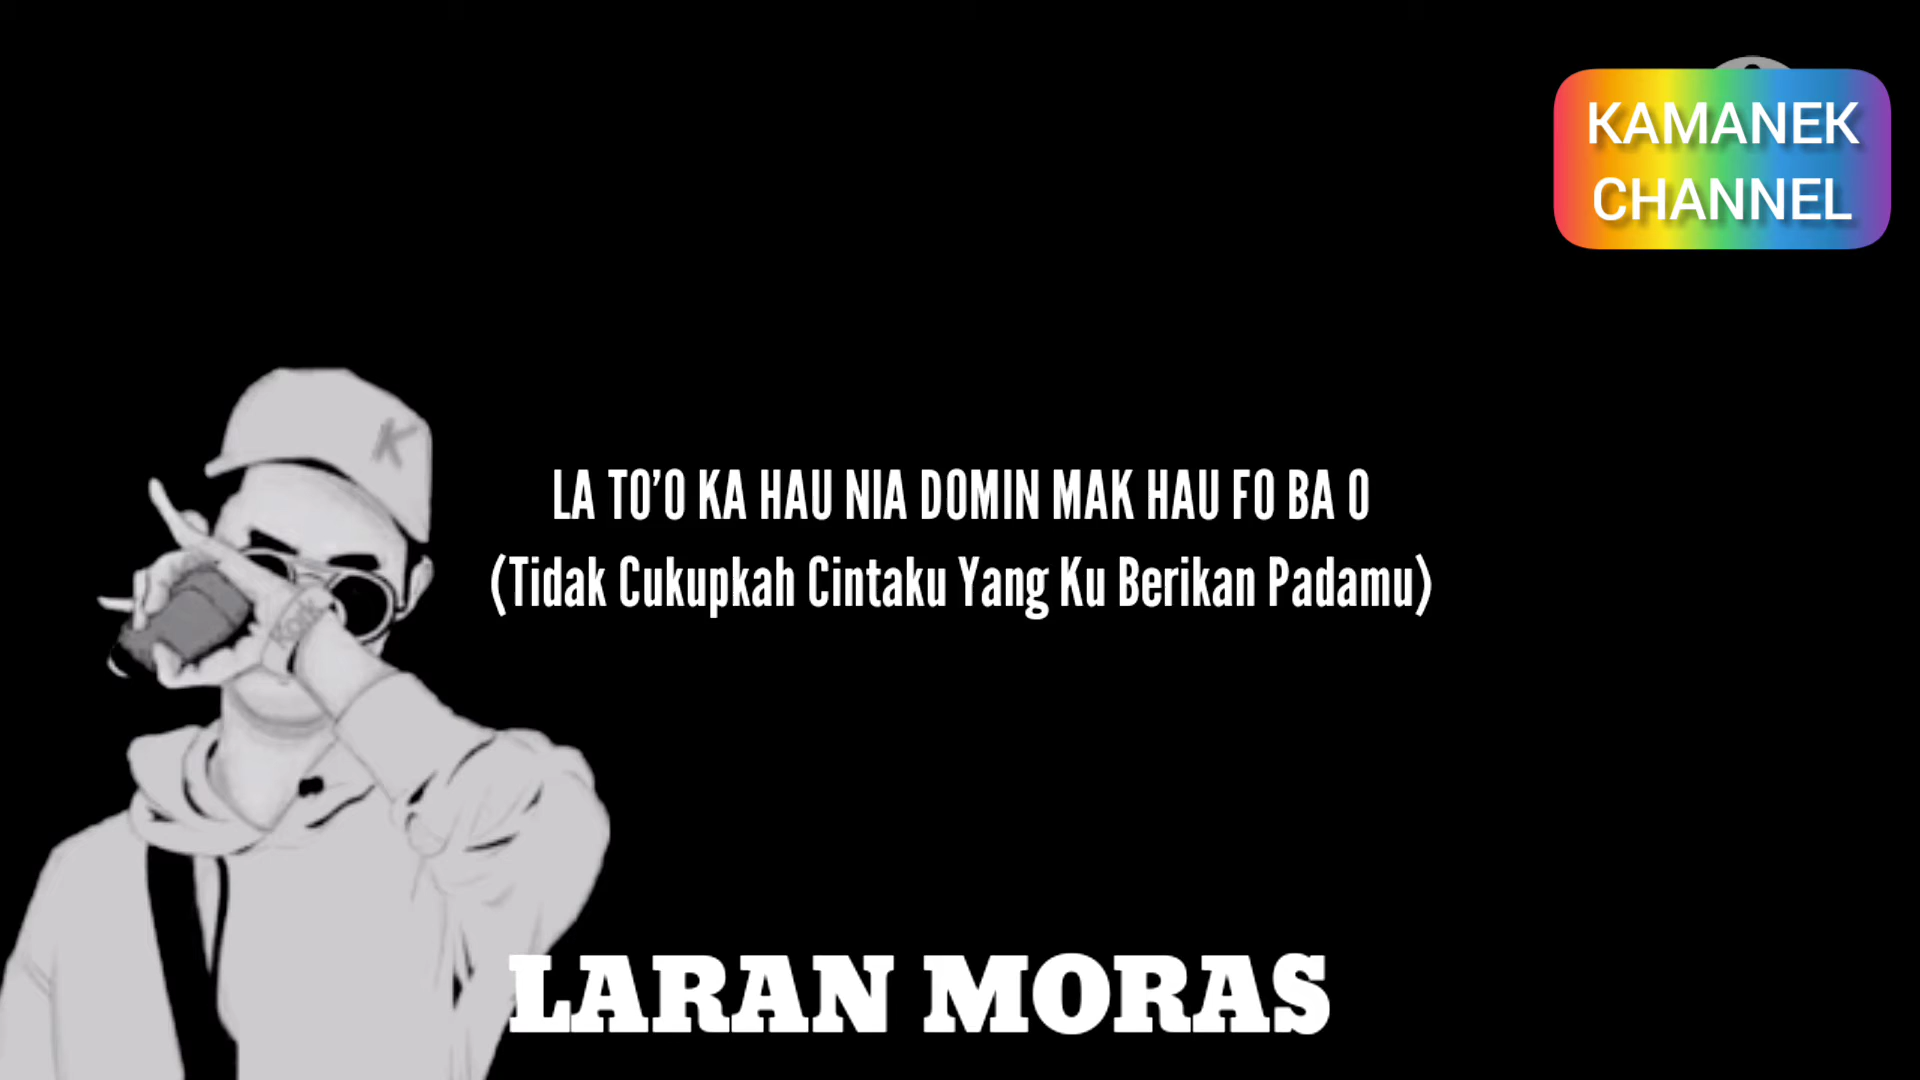 KAMANEK
CHANNEL
K
LA TO’O KA HAU NIA DOMIN MAK HAU FO BA O
(Tidak Cukupkah Cintaku Yang Ku Berikan Padamu)
LARAN MORAS